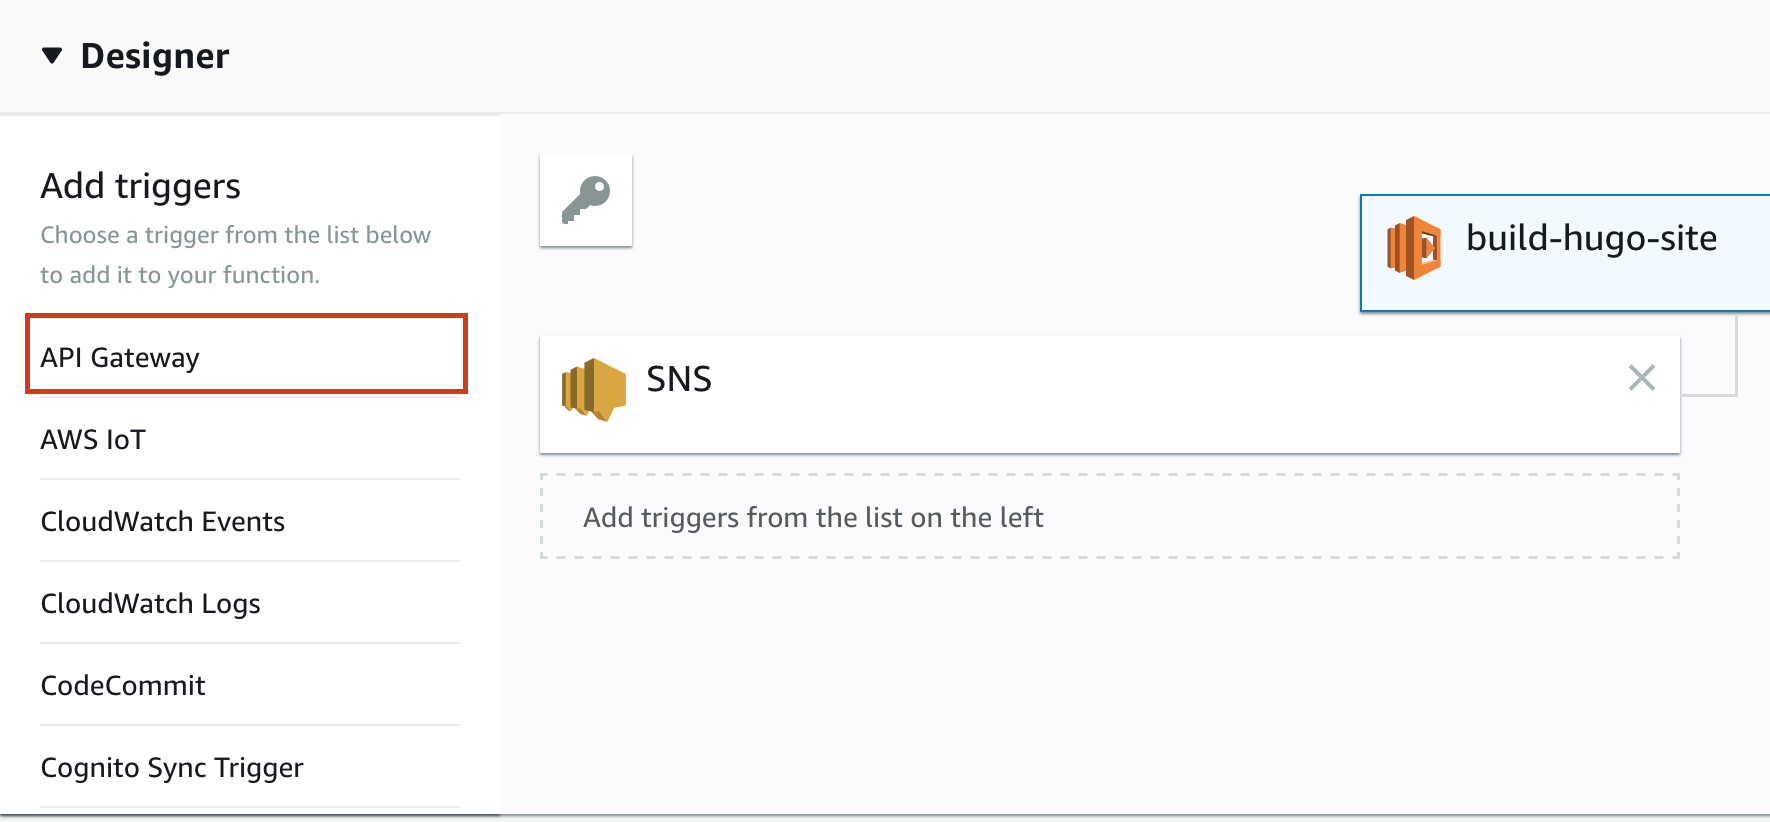 Designer
Add triggers
Choose a trigger from the list below
to add it to your function.
API Gateway
AWS IoT
CloudWatch Events
CloudWatch Logs
CodeCommit
Cognito Sync Trigger
build-hugo-site
SNS
Add triggers from the list on the left